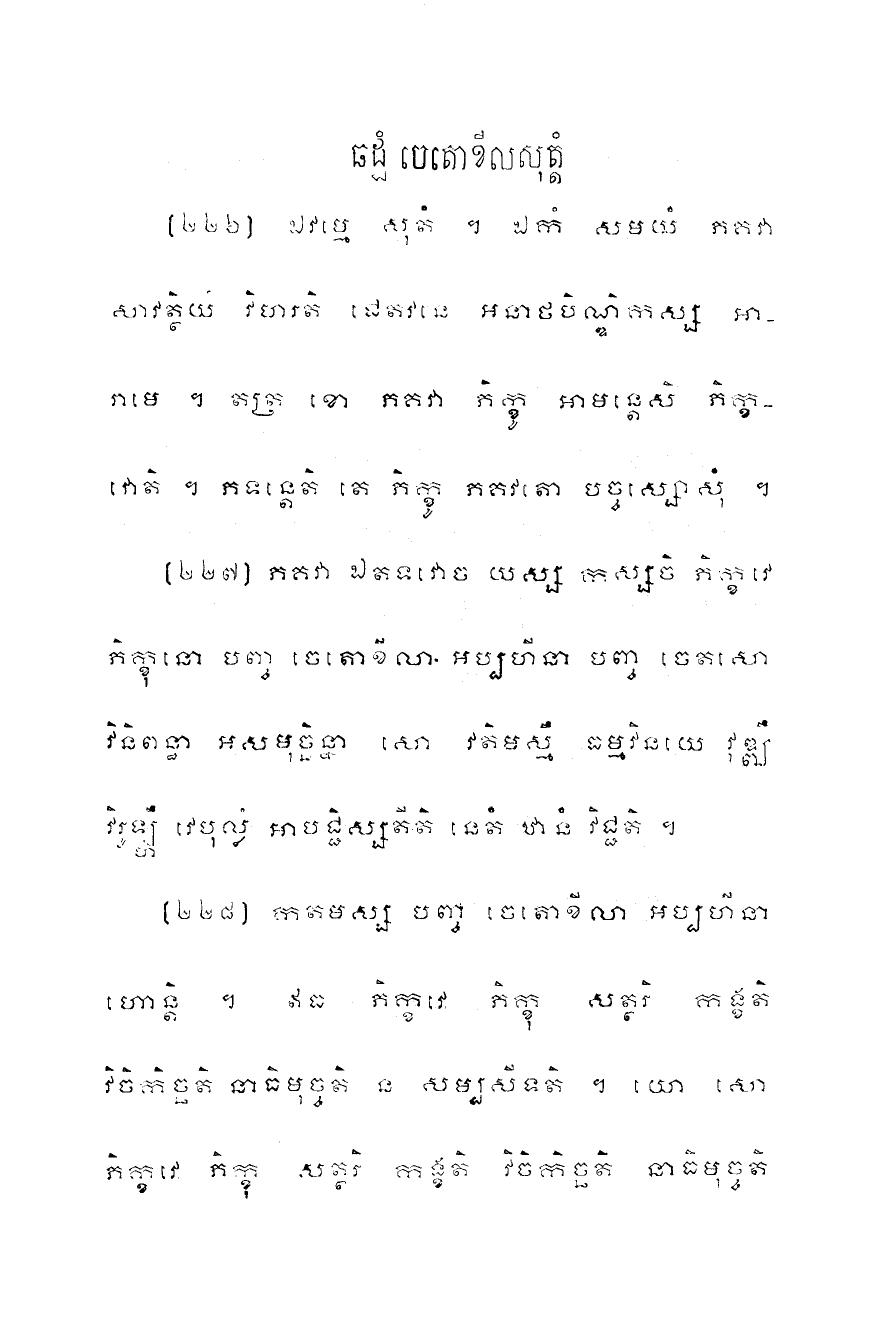 ឆដ្ឋំ ចេតោខីលសុត្តំ
(២២៦) ឯវម្មេ សុតំ ។ ឯកំ សមយំ ភគវា
សាវត្ថិយំ វិហរតិ ជេតវនេ អនាថបិណ្ឌិកស្ស អា-
រាមេ ។ តត្រ ខោ ភគវា ភិក្ខូ អាមន្តេសិ ភិក្ខ-
វោតិ ។ ភទន្តេតិ តេ ភិក្ខូ ភគវតោ បច្ចស្សោសុំ ។
(២២៧) ភគវា ឯតទវោច យស្ស កស្សចិ ភិក្ខវេ
ភិក្ខុនោ បញ្ច ចេតោខីលា អប្បហីនា បញ្ច ចេតសោ
វិនិពន្ធា អសមុច្ឆិន្នា សោ វតិមស្មឹ ធម្មវិនយេ វុឌ្ឍឹ
វិរូឡ្ហឹ វេបុល្លំ អាបជ្ជិស្សតីតិ នេតំ ឋានំ វិជ្ជតិ ។
(២២៨) កតមស្ស បញ្ច ចេតោខីលា អប្បហីនា
ហោន្តិ ។ ឥធ ភិក្ខវេ ភិក្ខុ សត្ថរិ កង្ខតិ
វិចិកិច្ឆតិ នាធិមុច្ចតិ ន សម្បសីទតិ ។ យោ សោ
ភិក្ខវេ ភិក្ខុ សត្ថរិ កង្ខតិ វិចិកិច្ឆតិ នាធិមុច្ចតិ